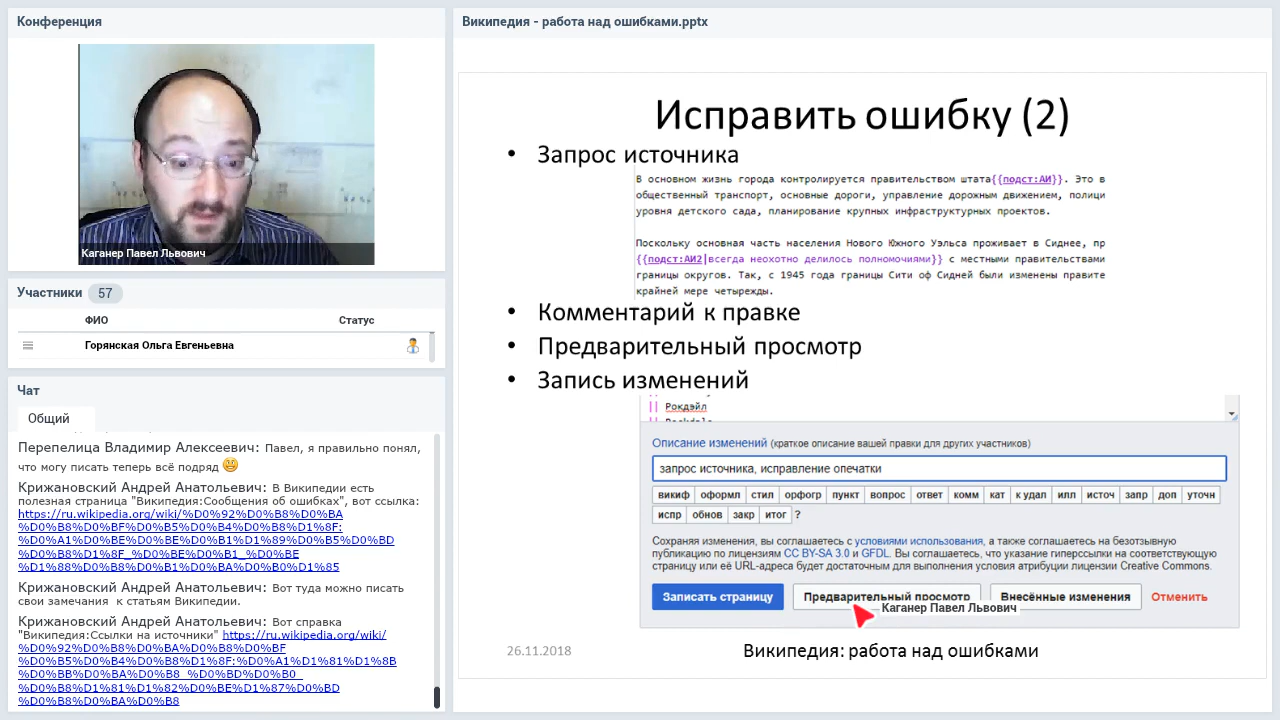 Конференция
Каганер Павел Львович
Участники 57
ФИО Статус
Горянская Ольга Евгеньевна
Чат
Общий
Перепелица Владимир Алексеевич: Павел, я правильно понял,
что могу писать теперь всё подряд
Крижановский Андрей Анатольевич: В Википедии есть
полезная страница "Википедия:Сообщения об ошибках", вот ссылка:
https://ru.wikipedia.org/wiki/%D0%92%D0%B8%D0%BA
%D0%B8%D0%BF%D0%B5%D0%B4%D0%B8%D1%8F:
%D0%A1%D0%BE%D0%BE%D0%B1%D1%89%D0%B5%D0%BD
%D0%B8%D1%8F_%D0%BE%D0%B1_%D0%BE
%D1%88%D0%B8%D0%B1%D0%BA%D0%B0%D1%85
Крижановский Андрей Анатольевич: Вот туда можно писать
свои замечания к статьям Википедии.
Крижановский Андрей Анатольевич: Вот справка
"Википедия:Ссылки на источники" https://ru.wikipedia.org/wiki/
%D0%92%D0%B8%D0%BA%D0%B8%D0%BF
%D0%B5%D0%B4%D0%B8%D1%8F:%D0%A1%D1%81%D1%8B
%D0%BB%D0%BA%D0%B8_%D0%BD%D0%B0_
%D0%B8%D1%81%D1%82%D0%BE%D1%87%D0%BD
%D0%B8%D0%BA%D0%B8
Википедия - работа над ошибками.pptx
Исправить ошибку (2)
• Запрос источника
В основном жизнь города контролируется правительством штата{{подст:АИ}}. Это в
общественный транспорт, основные дороги, управление дорожным движением, полици
уровня детского сада, планирование крупных инфраструктурных проектов.
Поскольку основная часть населения Нового Южного Уэльса проживает в Сиднее, пр
{{подст:АИ2|всегда неохотно делилось полномочиями}} с местными правительствами
границы округов. Так, с 1945 года границы Сити оф Сидней были изменены правите
крайней мере четырежды.
• Комментарий к правке
• Предварительный просмотр
• Запись изменений
|| Рокдэйл
Описание изменений (краткое описание вашей правки для других участников)
запрос источника, исправление опечатки
викиф оформл стил орфогр пункт вопрос ответ комм кат к удал илл источ запр доп уточн
испр обнов закр итог ?
Сохраняя изменения, вы соглашаетесь с условиями использования, а также соглашаетесь на безотзывную
публикацию по лицензиям CC BY-SA 3.0 и GFDL. Вы соглашаетесь, что указание гиперссылки на соответствующую
страницу или её URL-адреса будет достаточным для выполнения условия атрибуции лицензии Creative Commons.
Записать страницу Предварительный просмотр Внесённые изменения Отменить
Каганер Павел Львович
26.11.2018 Википедия: работа над ошибками